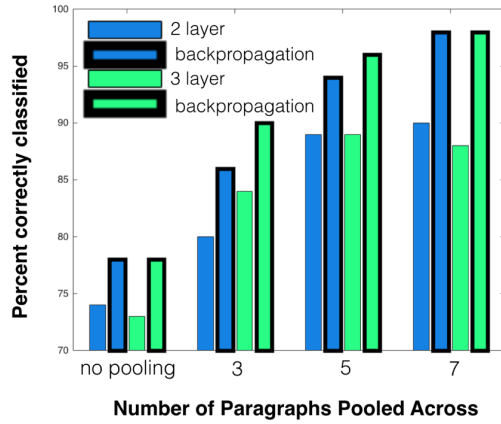 100
95
90
85
80
75
70
Percent correctly classified
2 layer
backpropagation
3 layer
backpropagation
no pooling 3 5 7
Number of Paragraphs Pooled Across